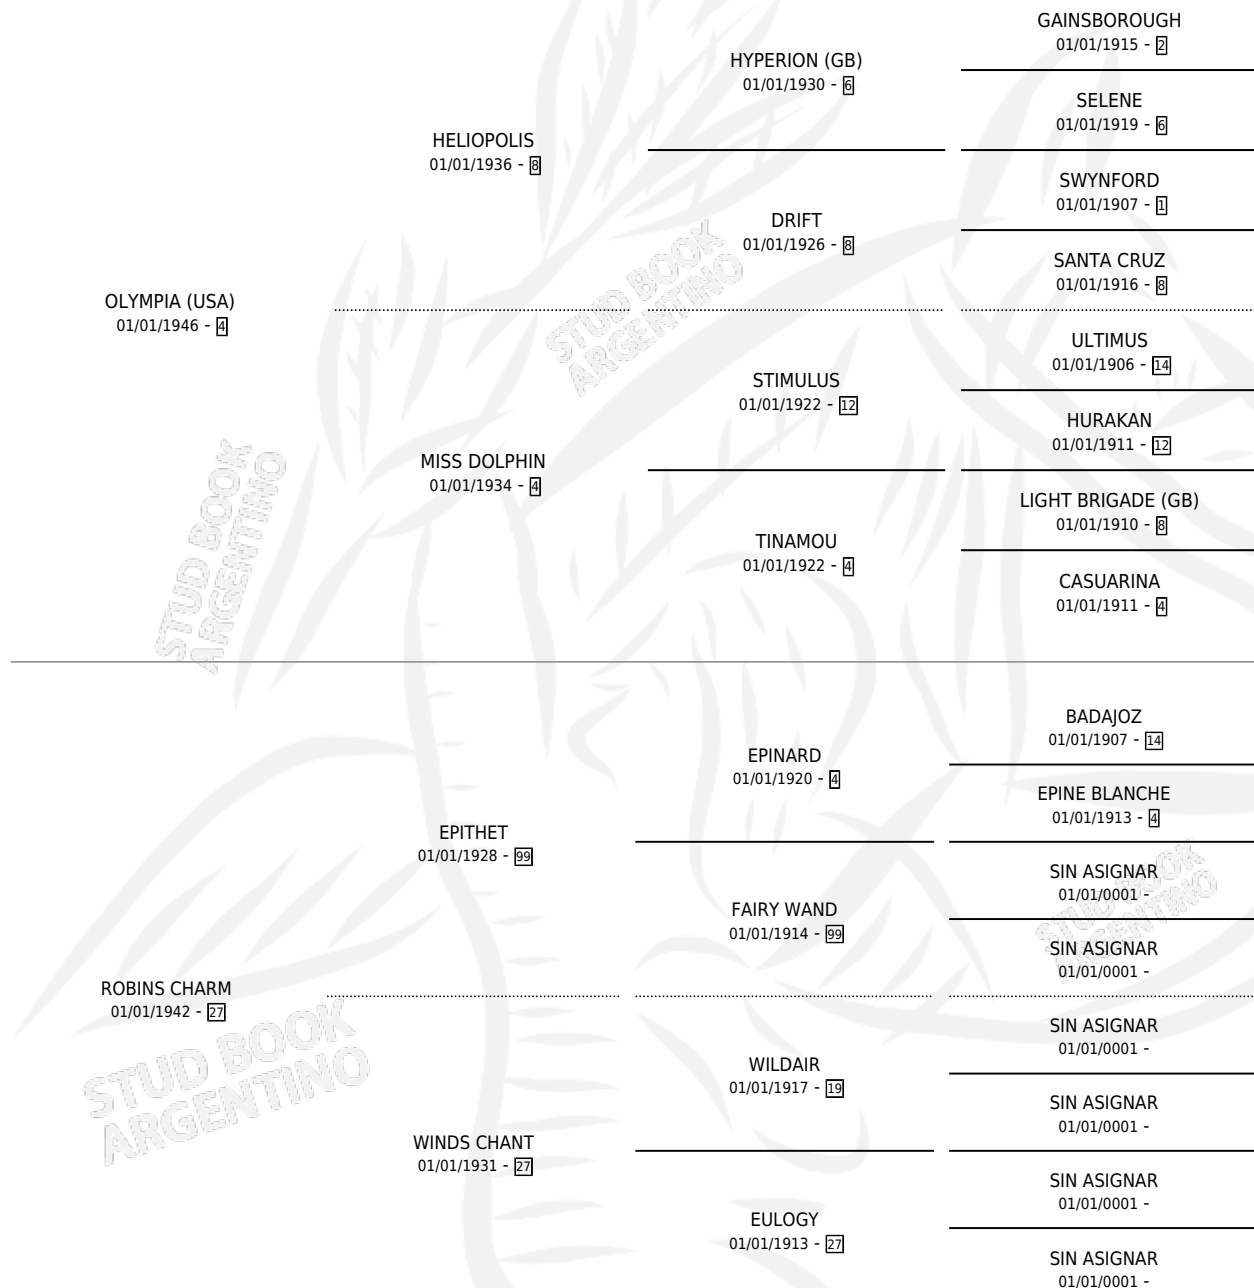 OLYMPIA (USA)
01/01/1946 - 4
HELIOPOLIS
01/01/1936 - 8
HYPERION (GB)
01/01/1930 - 6
GAINSBOROUGH
01/01/1915 - 2
SELENE
01/01/1919 - 6
DRIFT
01/01/1926 - 8
SWYNFORD
01/01/1907 - 1
SANTA CRUZ
01/01/1916 - 8
MISS DOLPHIN
01/01/1934 - 4
STIMULUS
01/01/1922 - 12
ULTIMUS
01/01/1906 - 14
HURAKAN
01/01/1911 - 12
TINAMOU
01/01/1922 - 4
LIGHT BRIGADE (GB)
01/01/1910 - 8
CASUARINA
01/01/1911 - 4
ROBINS CHARM
01/01/1942 - 27
EPITHET
01/01/1928 - 99
EPINARD
01/01/1920 - 4
BADAJOZ
01/01/1907 - 14
EPINE BLANCHE
01/01/1913 - 4
FAIRY WAND
01/01/1914 - 99
SIN ASIGNAR
01/01/0001 -
SIN ASIGNAR
01/01/0001 -
WINDS CHANT
01/01/1931 - 27
WILDAIR
01/01/1917 - 19
SIN ASIGNAR
01/01/0001 -
SIN ASIGNAR
01/01/0001 -
EULOGY
01/01/1913 - 27
SIN ASIGNAR
01/01/0001 -
SIN ASIGNAR
01/01/0001 -
STUD BOOK
ARGENTINO
STUD BOOK
ARGENTINO
STUD BOOK
ARGENTINO
STUD BOOK
ARGENTINO